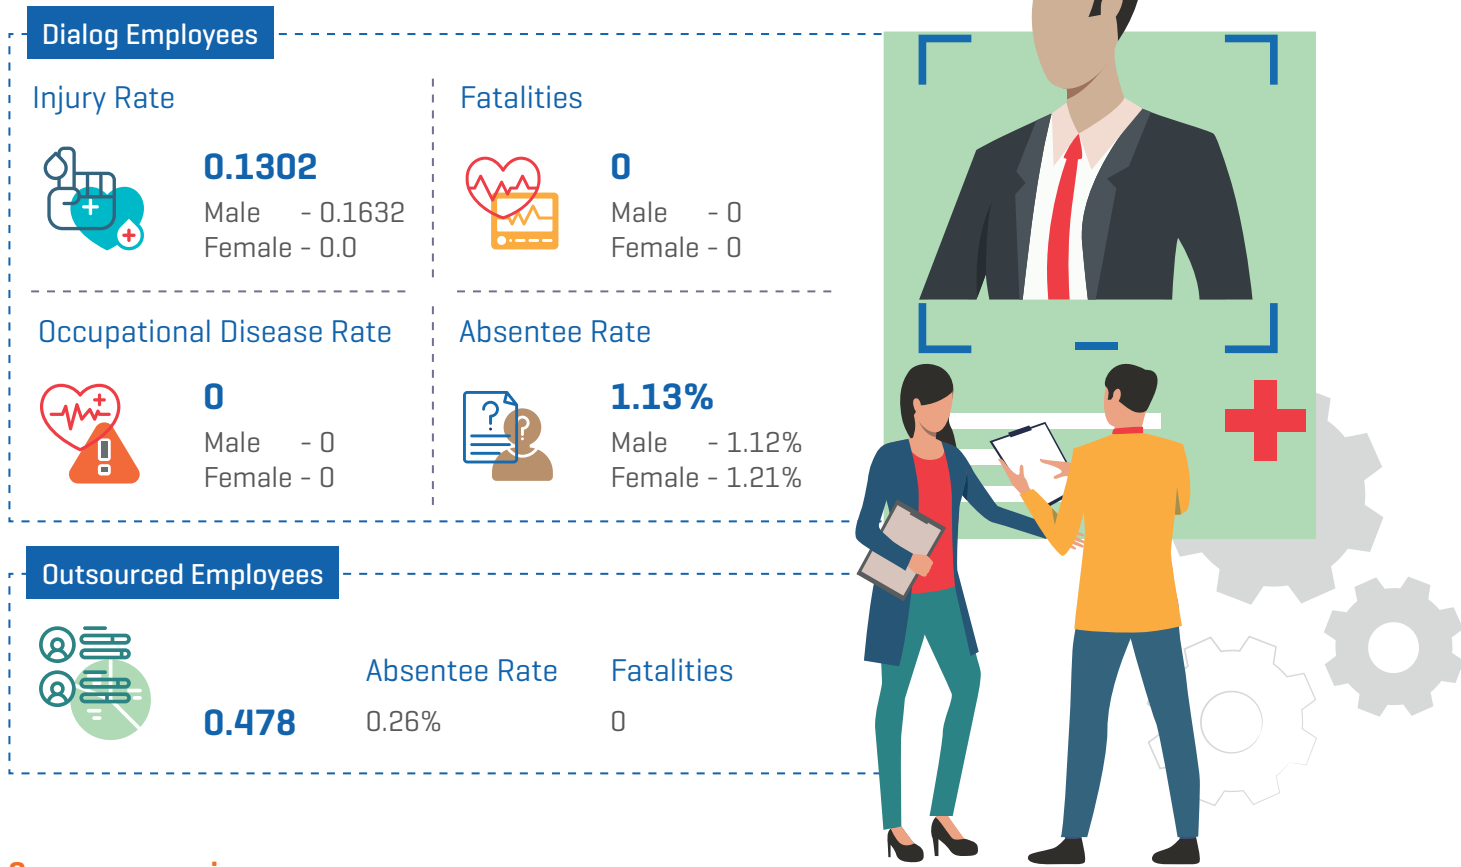 Dialog Employees
Injury Rate
0.1302
Male - 0.1632
Female - 0.0
Fatalities
0
Male - 0
Female - 0
Occupational Disease Rate
0
Male - 0
Female - 0
Absentee Rate
1.13%
Male - 1.12%
Female - 1.21%
Outsourced Employees
Absentee Rate Fatalities
0.478 0.26% 0